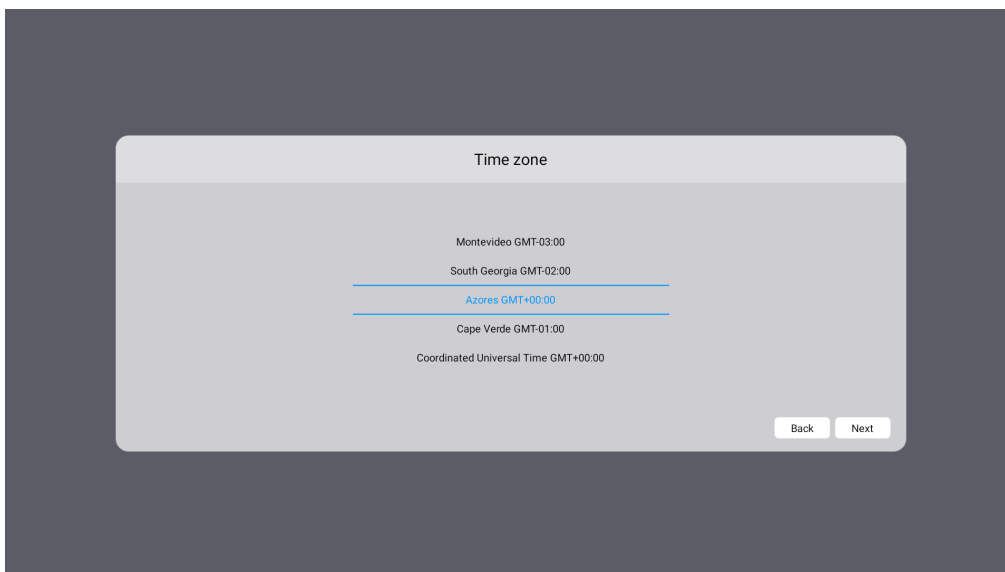 Time zone
Montevideo GMT-03:00
South Georgia GMT-02:00
Azores GMT+00:00
Cape Verde GMT-01:00
Coordinated Universal Time GMT+00:00
Back Next